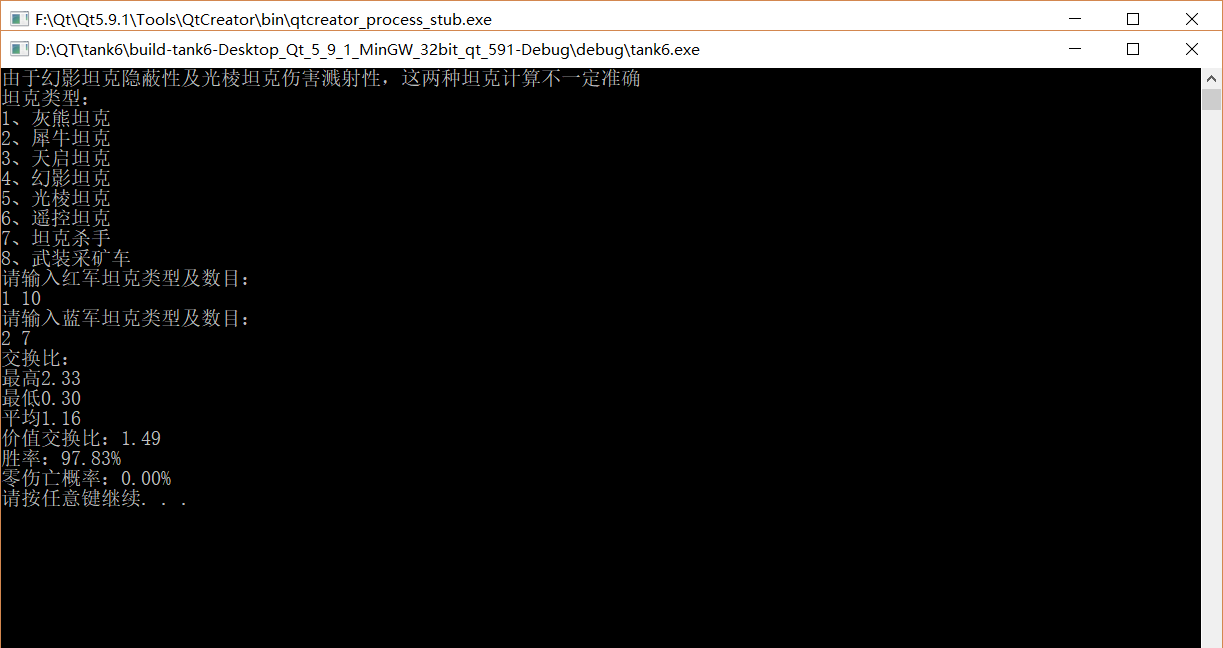 F:\Qt\Qt5.9.1\Tools\QtCreator\bin\qtcreator_process_stub.exe
D:\QT\tank6\build-tank6-Desktop_Qt_5_9_1_MinGW_32bit_qt_591-Debug\debug\tank6.exe
由于幻影坦克隐蔽性及光棱坦克伤害溅射性，这两种坦克计算不一定准确
坦克类型：
1、灰熊坦克
2、犀牛坦克
3、天启坦克
4、幻影坦克
5、光棱坦克
6、遥控坦克
7、坦克杀手
8、武装采矿车
请输入红军坦克类型及数目：
1 10
请输入蓝军坦克类型及数目：
2 7
交换比：
最高2.33
最低0.30
平均1.16
价值交换比：1.49
胜率：97.83%
零伤亡概率：0.00%
请按任意键继续. . .